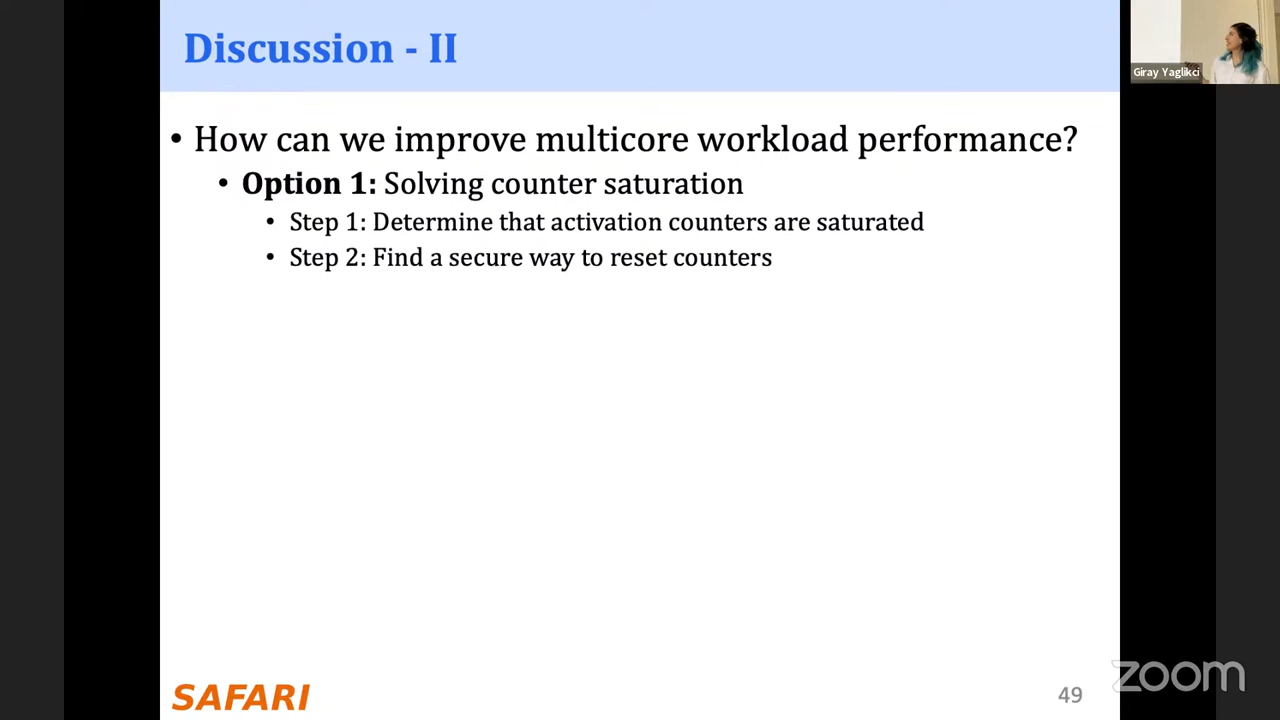 Discussion - II
Giray Yaglikci
• How can we improve multicore workload performance?
• Option 1: Solving counter saturation
• Step 1: Determine that activation counters are saturated
• Step 2: Find a secure way to reset counters
SAFARI
49
zoom